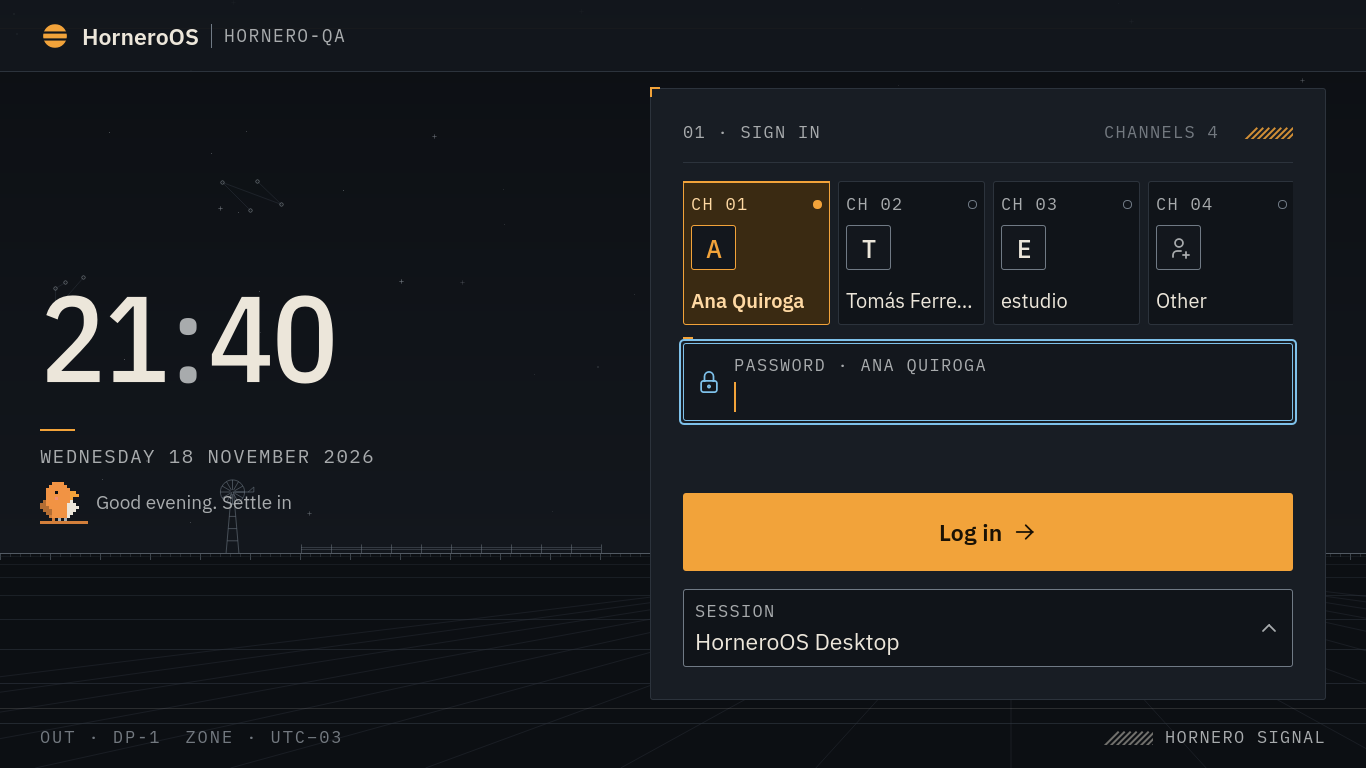 HorneroOS | HORNERO-QA
21:40
WEDNESDAY 18 NOVEMBER 2026
Good evening. Settle in
01 · SIGN IN
CHANNELS 4
CH 01
A
Ana Quiroga
CH 02
T
Tomás Ferre...
CH 03
E
estudio
CH 04
Other
PASSWORD · ANA QUIROGA
Log in →
SESSION
HorneroOS Desktop
OUT · DP-1 ZONE · UTC−03
HORNERO SIGNAL